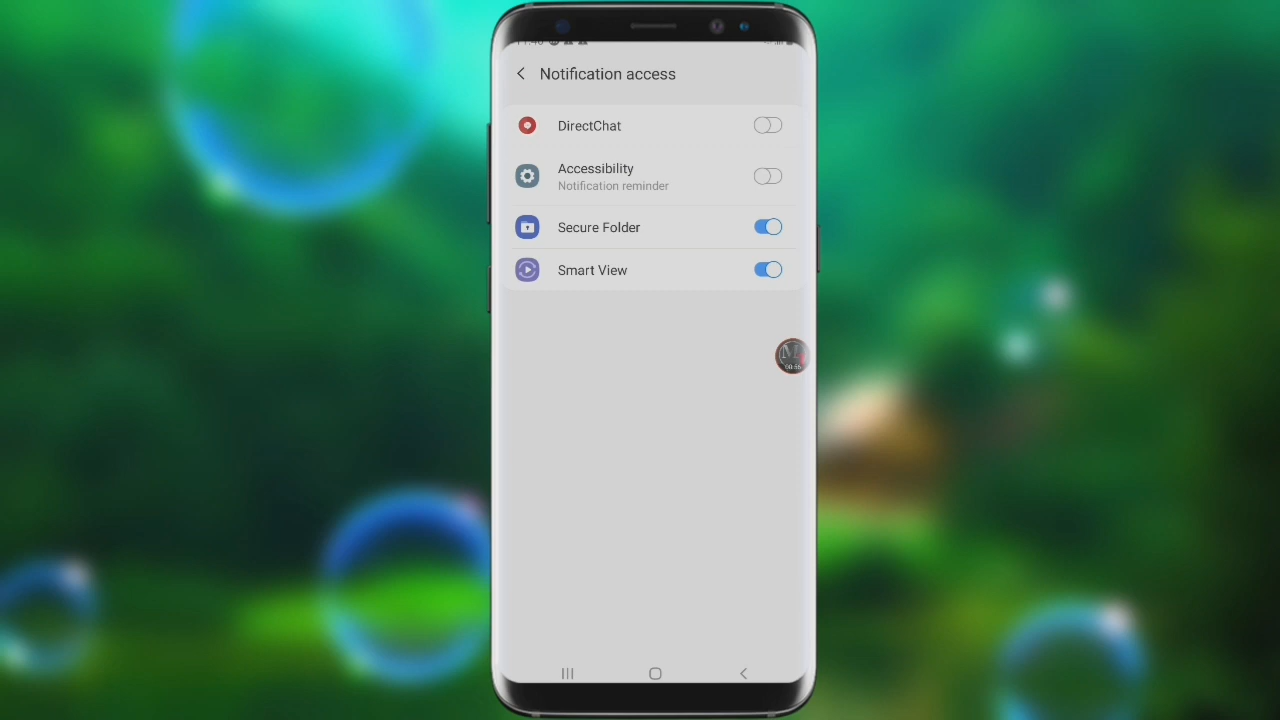 Notification access
DirectChat
Accessibility
Notification reminder
Secure Folder
Smart View